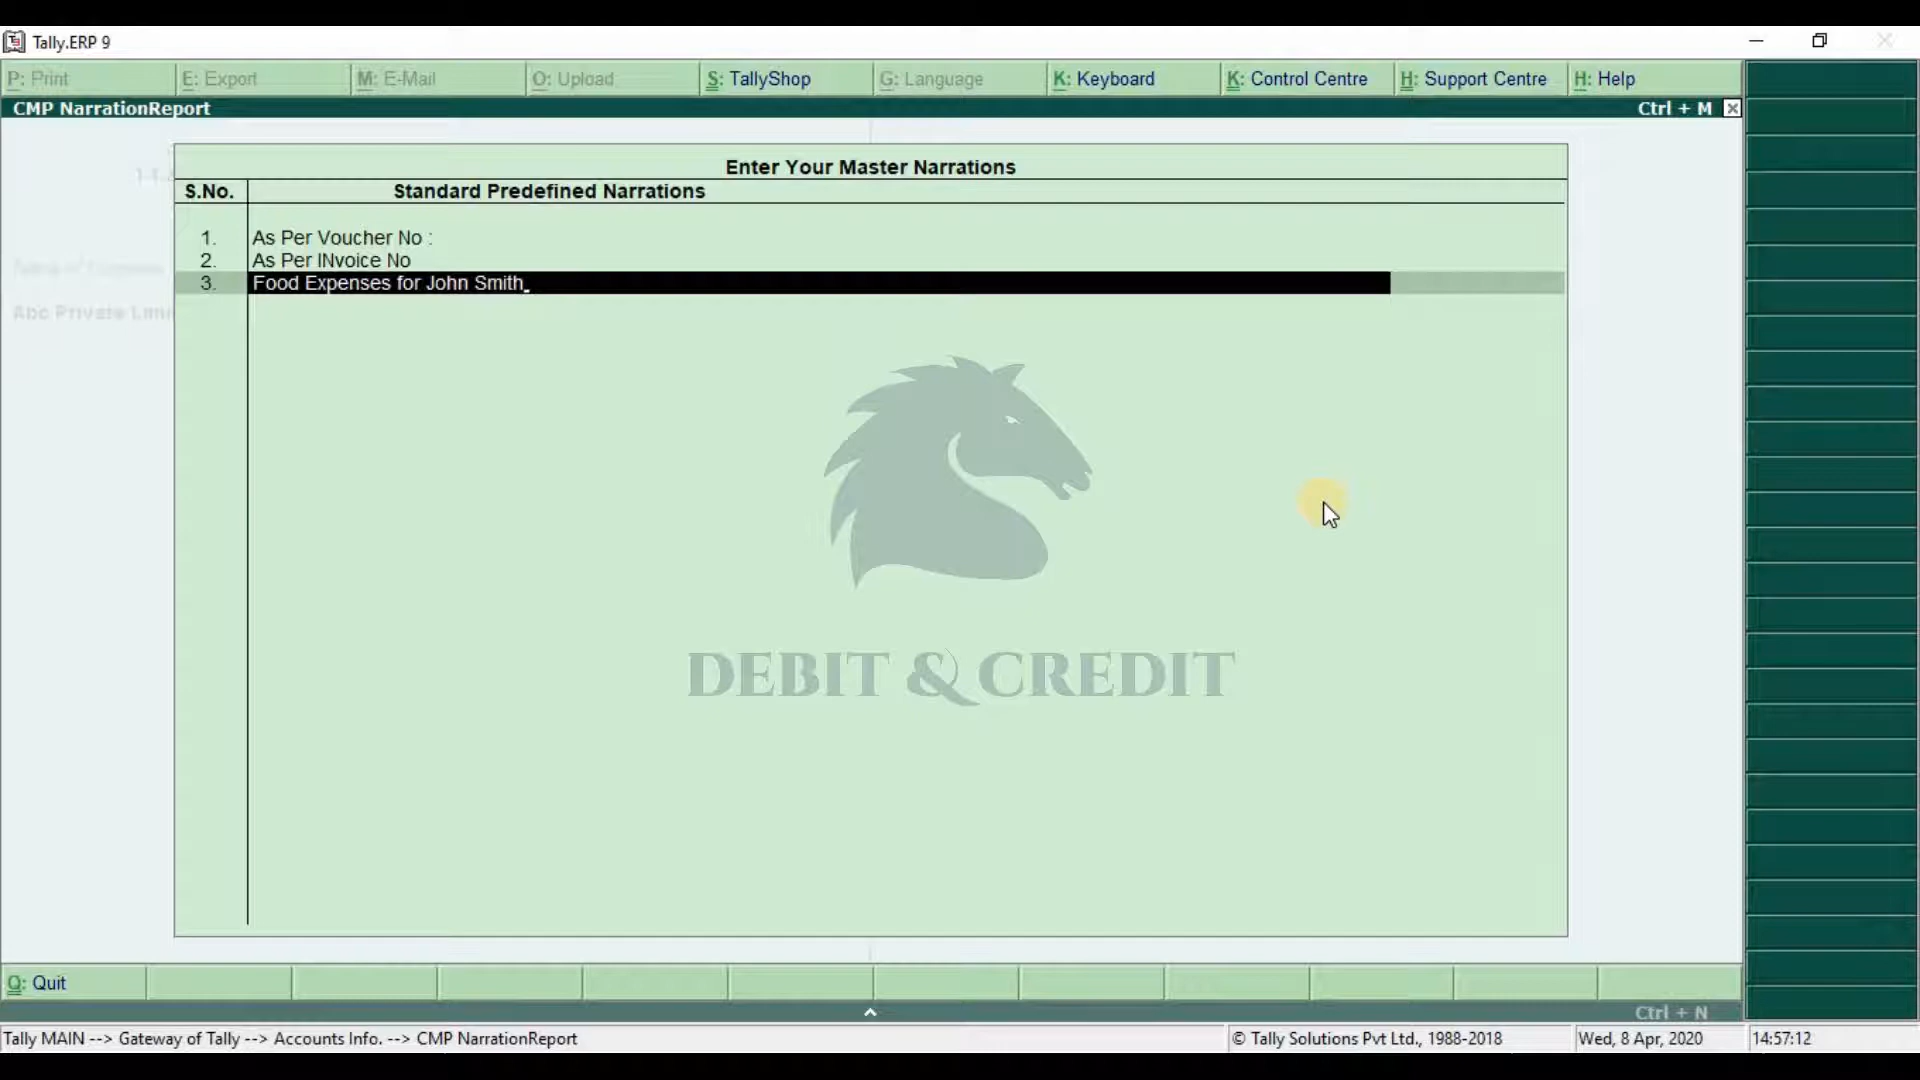 Tally.ERP 9
P: Print E: Export M: E-Mail O: Upload S: TallyShop G: Language K: Keyboard K: Control Centre H: Support Centre H: Help
CMP NarrationReport Ctrl + M
Enter Your Master Narrations
S.No. Standard Predefined Narrations
1. As Per Voucher No :
2. As Per INvoice No
3. Food Expenses for John Smith
Abc Private Limi
DEBIT & CREDIT
Q: Quit
Ctrl + N
Tally MAIN --> Gateway of Tally --> Accounts Info. --> CMP NarrationReport © Tally Solutions Pvt Ltd., 1988-2018 Wed, 8 Apr, 2020 14:57:12